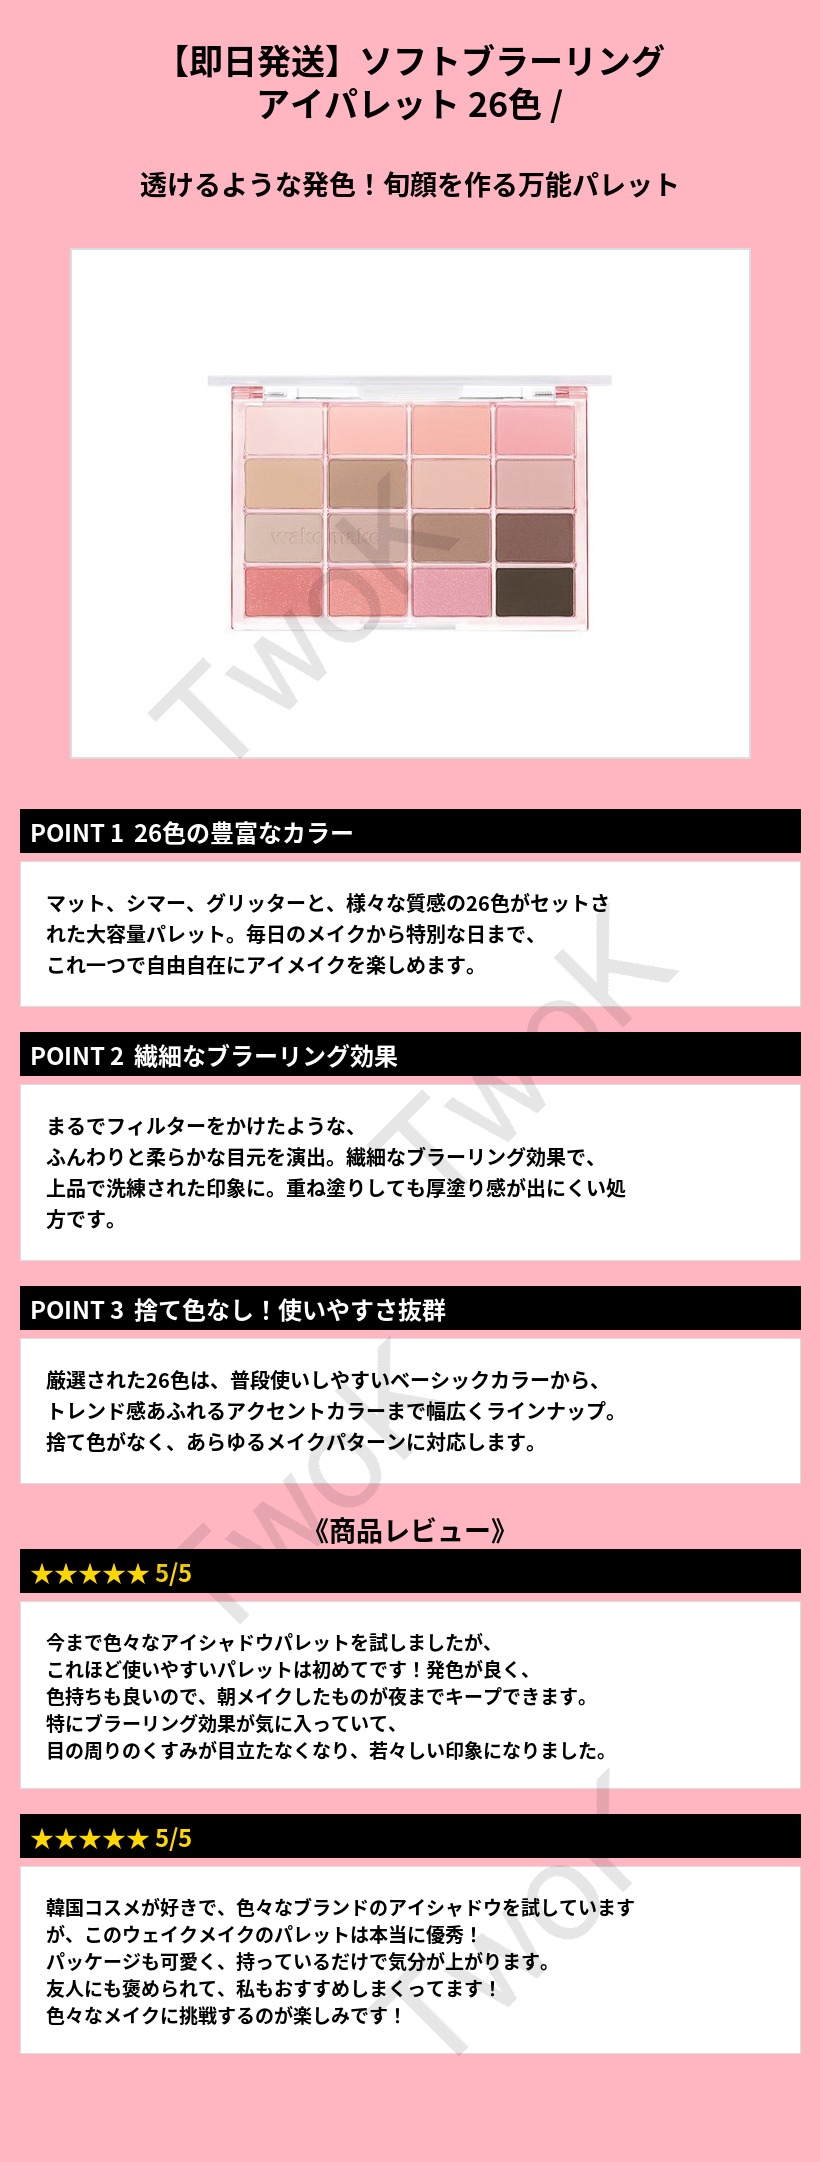 【即日発送】ソフトブラーリング
アイパレット 26色 /
透けるような発色！旬顔を作る万能パレット
wakemake
TwoK
POINT 1 26色の豊富なカラー
マット、シマー、グリッターと、様々な質感の26色がセットさ
れた大容量パレット。毎日のメイクから特別な日まで、
これ一つで自由自在にアイメイクを楽しめます。
TwoK
POINT 2 繊細なブラーリング効果
まるでフィルターをかけたような、
ふんわりと柔らかな目元を演出。繊細なブラーリング効果で、
上品で洗練された印象に。重ね塗りしても厚塗り感が出にくい処
方です。
POINT 3 捨て色なし！使いやすさ抜群
厳選された26色は、普段使いしやすいベーシックカラーから、
トレンド感あふれるアクセントカラーまで幅広くラインナップ。
捨て色がなく、あらゆるメイクパターンに対応します。
TwoK
《商品レビュー》
★★★★★ 5/5
今まで色々なアイシャドウパレットを試しましたが、
これほど使いやすいパレットは初めてです！発色が良く、
色持ちも良いので、朝メイクしたものが夜までキープできます。
特にブラーリング効果が気に入っていて、
目の周りのくすみが目立たなくなり、若々しい印象になりました。
★★★★★ 5/5
韓国コスメが好きで、色々なブランドのアイシャドウを試しています
が、このウェイクメイクのパレットは本当に優秀！
パッケージも可愛く、持っているだけで気分が上がります。
友人にも褒められて、私もおすすめしまくってます！
色々なメイクに挑戦するのが楽しみです！
TwoK